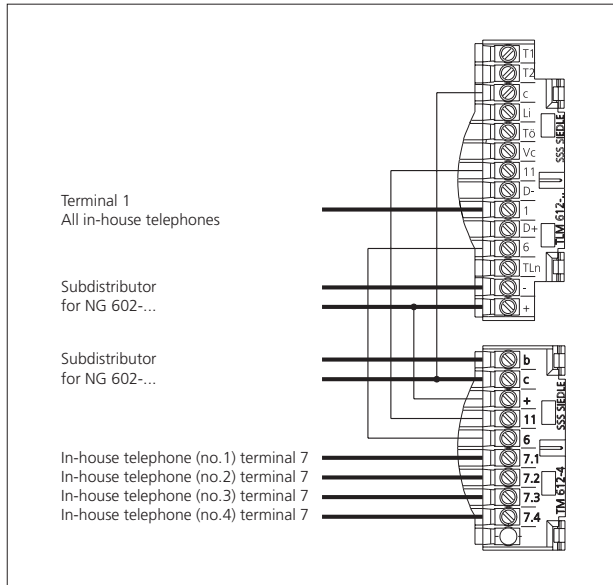 T1
T2
c
Li
Tö
Vc
11
D-
1
D+
6
TLn
-
+
SSS SIEDLE
TLM 612-..
Terminal 1
All in-house telephones
Subdistributor
for NG 602-...
Subdistributor
for NG 602-...
b
c
+
11
6
7.1
7.2
7.3
7.4
SSS SIEDLE
TM 612-4
In-house telephone (no.1) terminal 7
In-house telephone (no.2) terminal 7
In-house telephone (no.3) terminal 7
In-house telephone (no.4) terminal 7